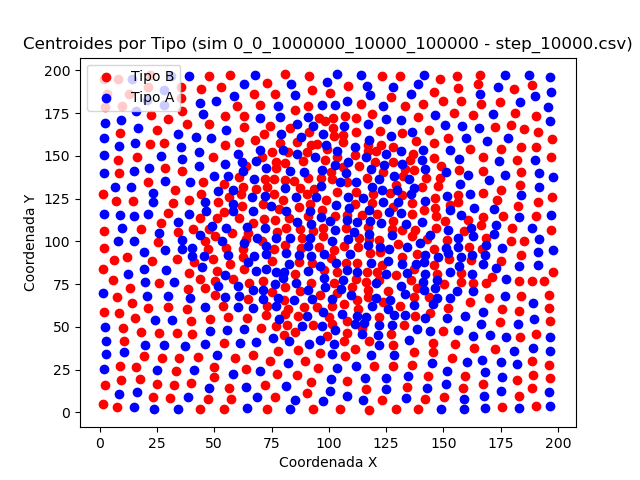 Centroides por Tipo (sim 0_0_1000000_10000_100000 - step_10000.csv)
Tipo B
Tipo A
200
175
150
125
100
75
50
25
0
Coordenada Y
0 25 50 75 100 125 150 175 200
Coordenada X